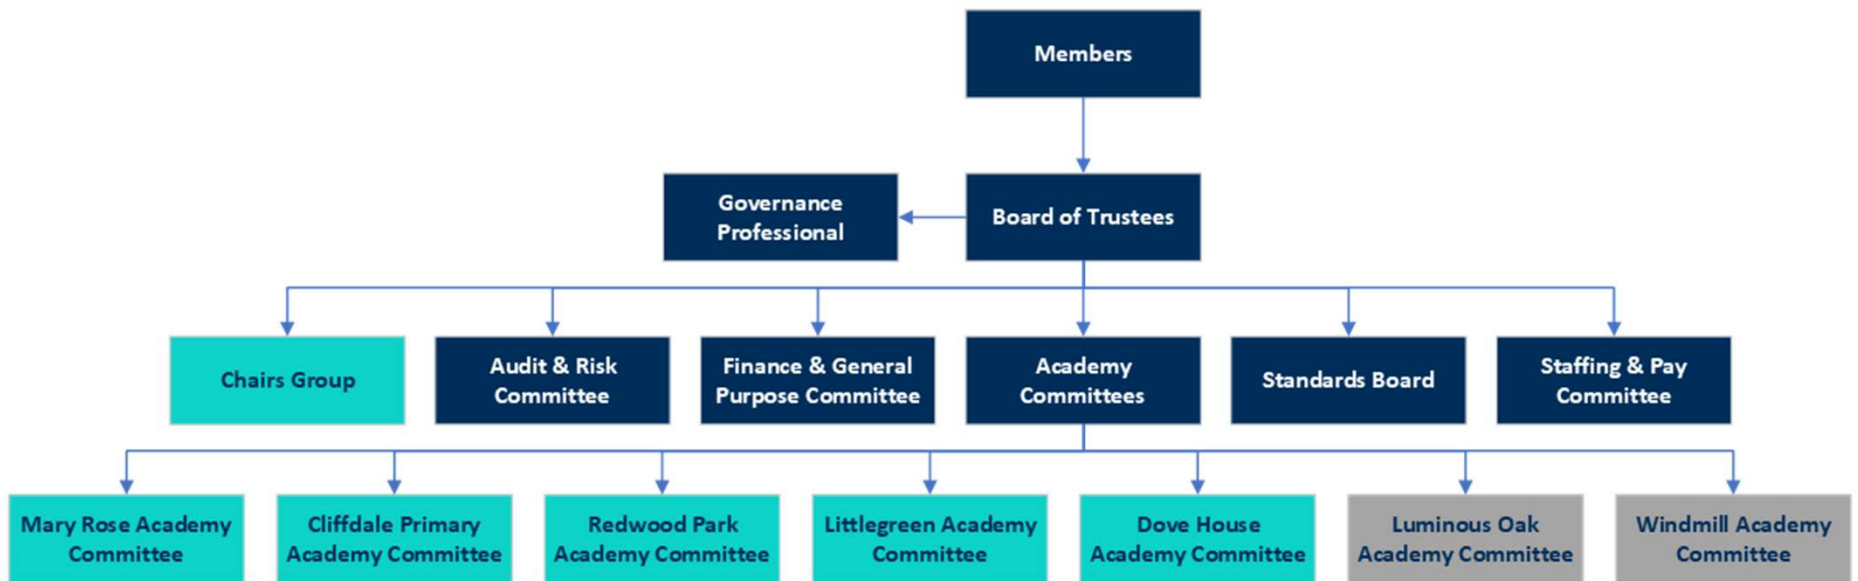 Members
Governance
Professional
Board of Trustees
Chairs Group
Audit & Risk
Committee
Finance & General
Purpose Committee
Academy
Committees
Standards Board
Staffing & Pay
Committee
Mary Rose Academy
Committee
Cliffdale Primary
Academy Committee
Redwood Park
Academy Committee
Littlegreen Academy
Committee
Dove House
Academy Committee
Luminous Oak
Academy Committee
Windmill Academy
Committee